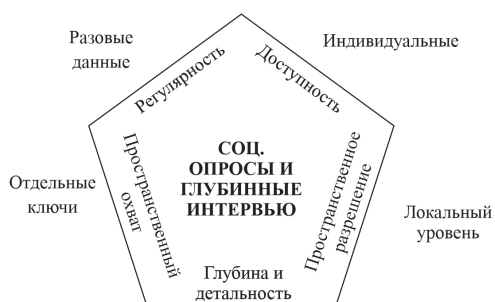 Разовые
данные
Индивидуальные
Регулярность
Доступность
Отдельные
ключи
Пространственный
охват
СОЦ.
ОПРОСЫ И
ГЛУБИННЫЕ
ИНТЕРВЬЮ
Пространственное
разрешение
Локальный
уровень
Глубина и
детальность